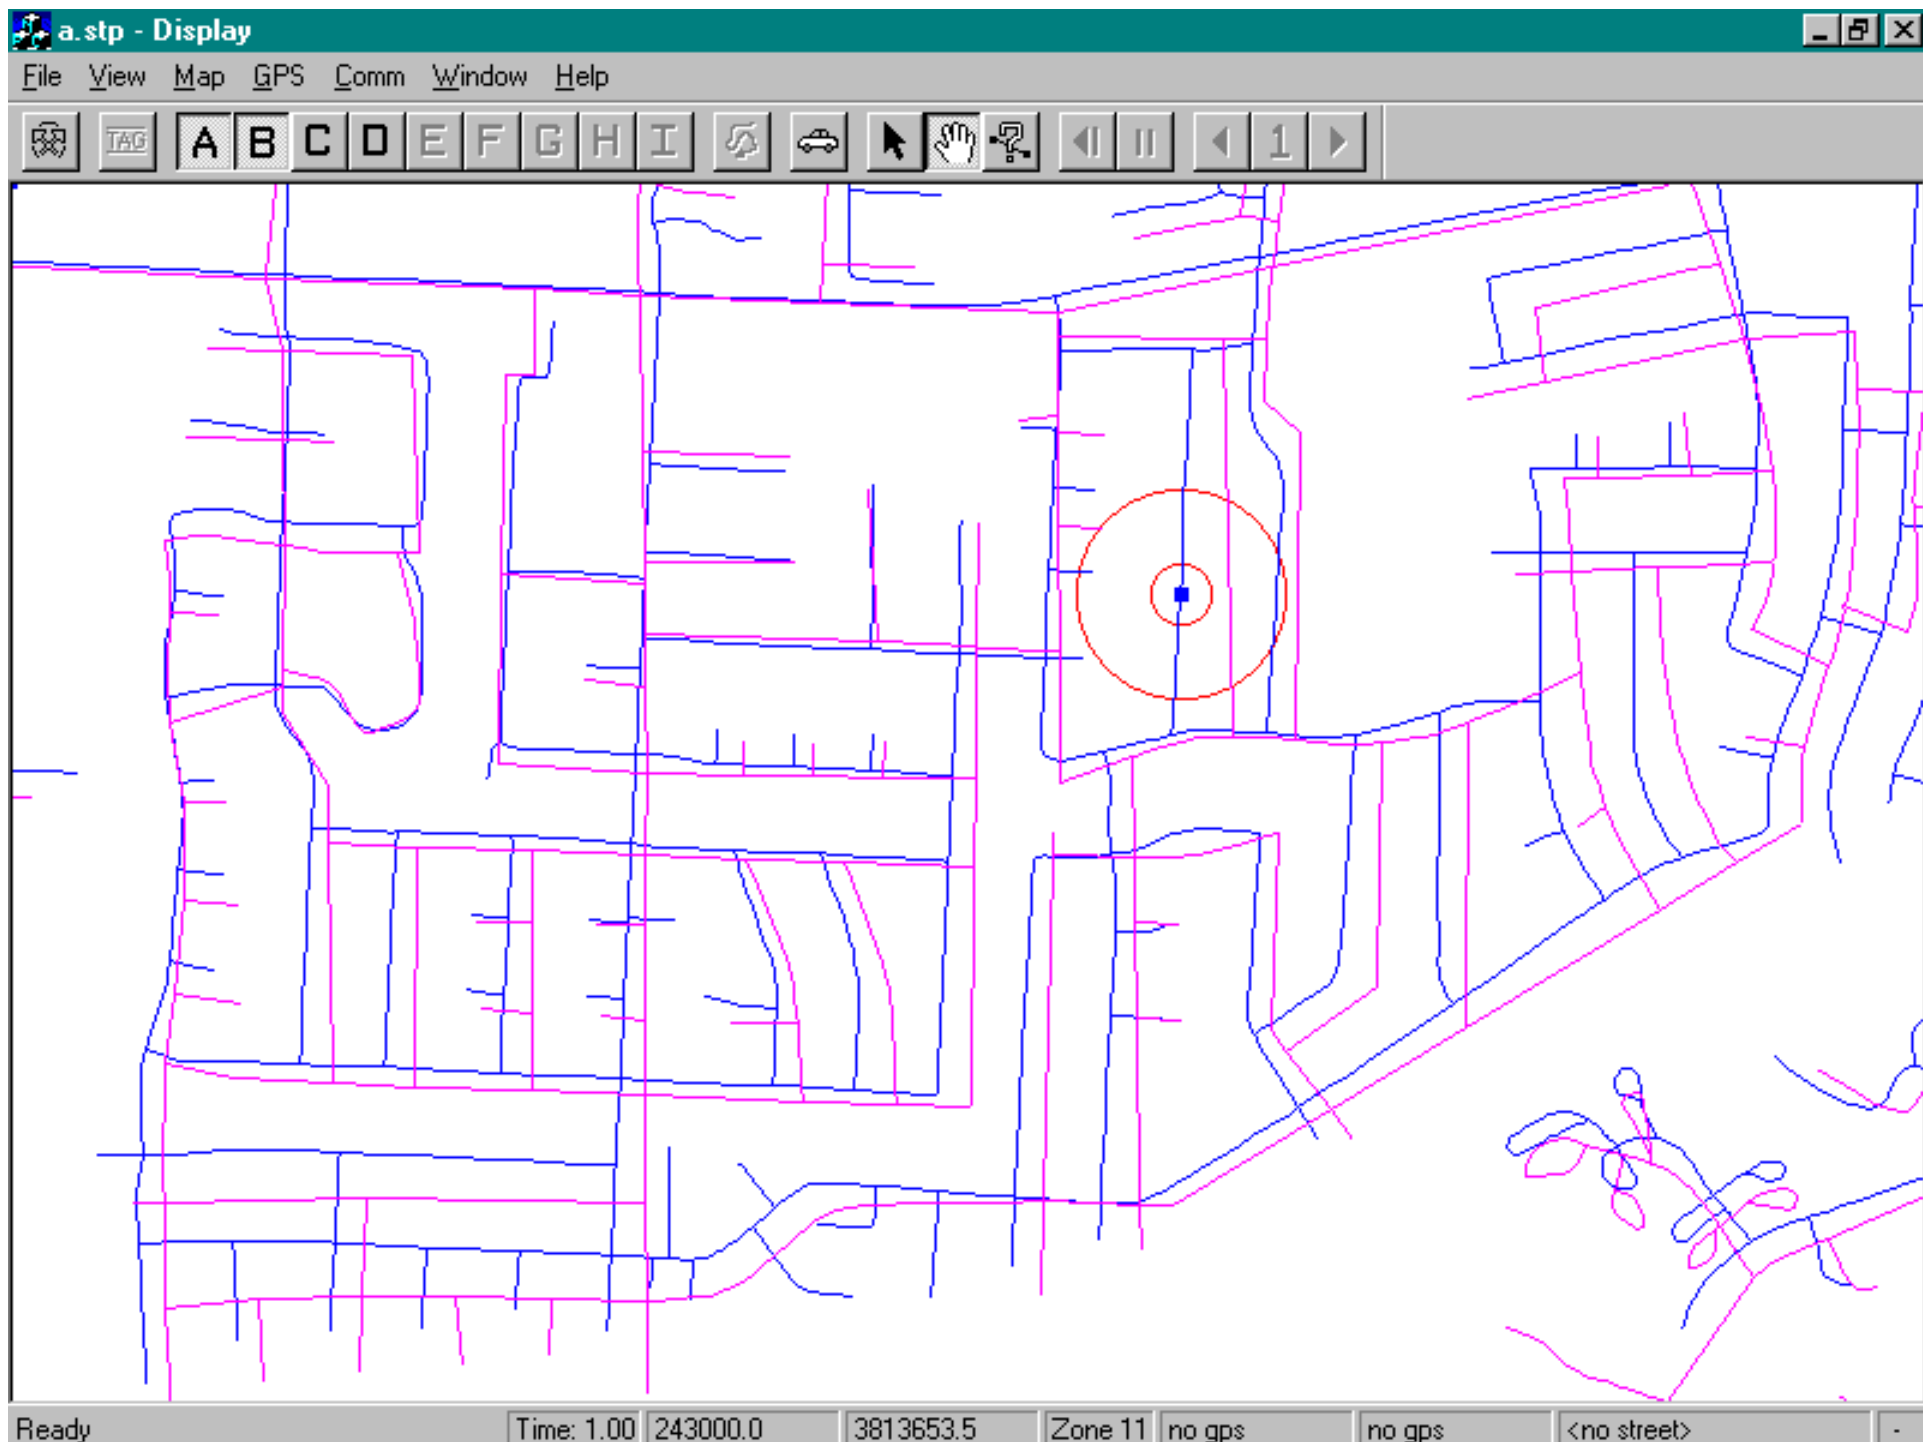 a.stp - Display
File View Map GPS Comm Window Help
TAG A B C D E F G H I 1
Ready Time: 1.00 243000.0 3813653.5 Zone 11 no gps no gps <no street> -